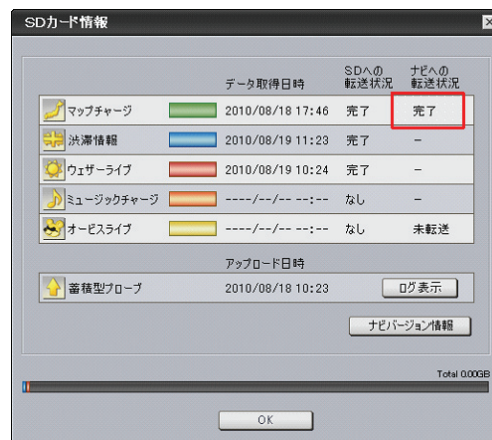 SDカード情報
データ取得日時 SDへの転送状況 ナビへの転送状況
マップチャージ 2010/08/18 17:46 完了 完了
渋滞情報 2010/08/19 11:23 完了 –
ウェザーライブ 2010/08/19 10:24 完了 –
ミュージックチャージ ----/--/-- --:-- なし –
オービスライブ ----/--/-- --:-- なし 未転送
アップロード日時
蓄積型プローブ 2010/08/18 10:23 ログ表示
ナビバージョン情報
Total 0.00GB
OK